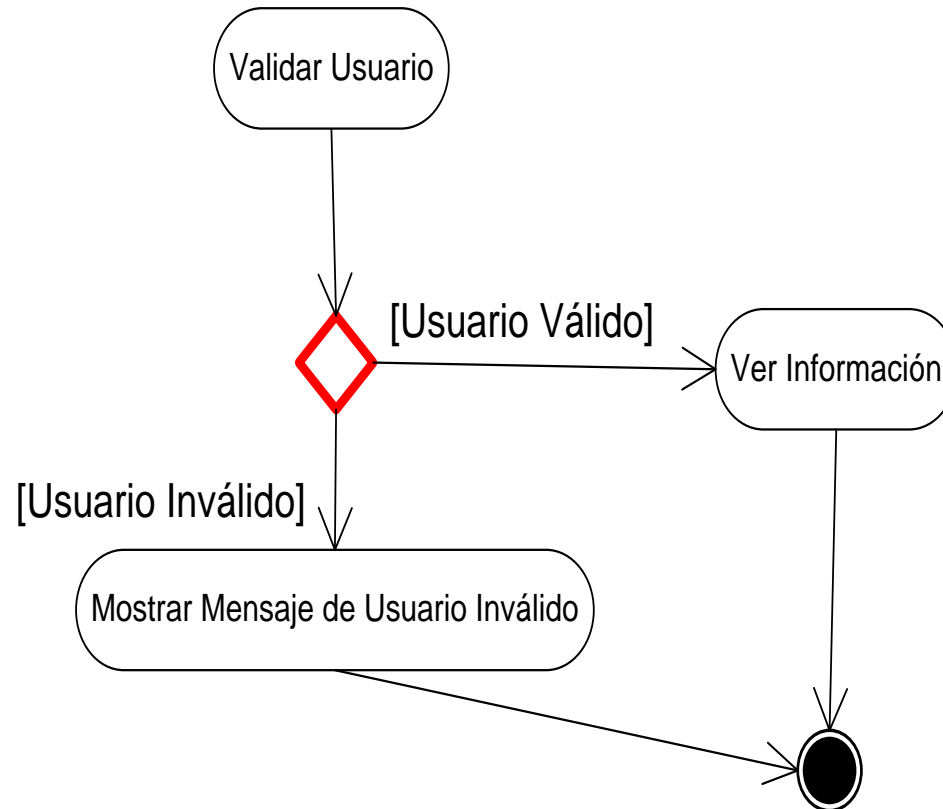 Validar Usuario
[Usuario Válido]
Ver Información
[Usuario Inválido]
Mostrar Mensaje de Usuario Inválido